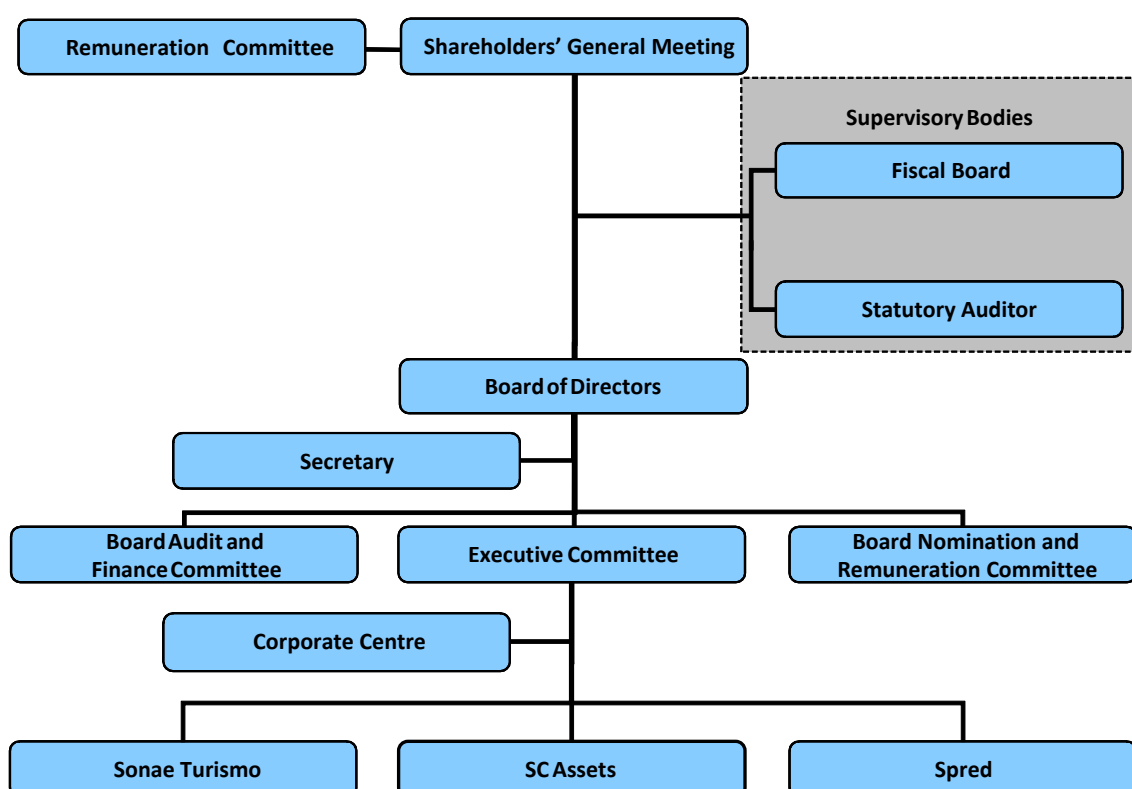 Remuneration Committee
Shareholders’ General Meeting
Supervisory Bodies
Fiscal Board
Statutory Auditor
Board of Directors
Secretary
Board Audit and
Finance Committee
Executive Committee
Board Nomination and
Remuneration Committee
Corporate Centre
Sonae Turismo
SC Assets
Spred